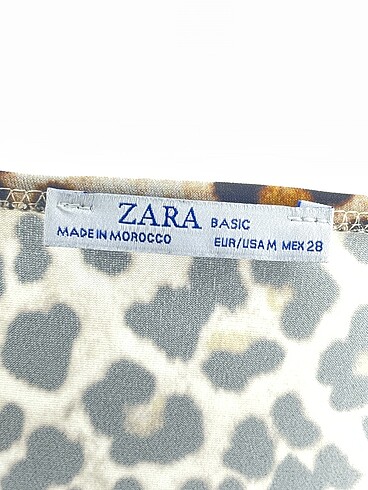 ZARA BASIC
MADE IN MOROCCO EUR/USA M MEX 28